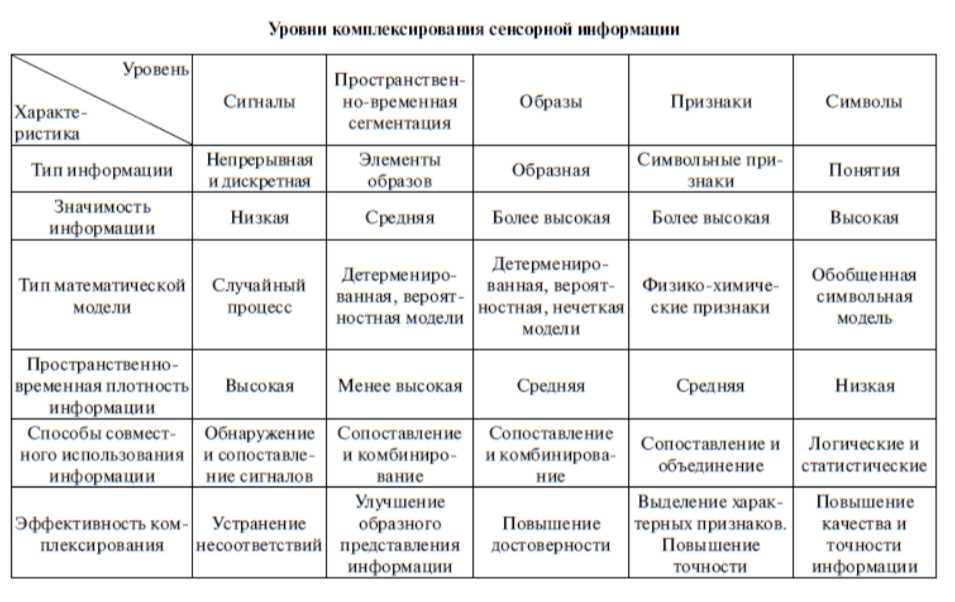 Уровни комплексирования сенсорной информации
Уровень
Характе-
ристика
Сигналы
Пространствен-
но-временная
сегментация
Образы
Признаки
Символы
Тип информации
Непрерывная
и дискретная
Элементы
образов
Образная
Символьные при-
знаки
Понятия
Значимость
информации
Низкая
Средняя
Более высокая
Более высокая
Высокая
Тип математической
модели
Случайный
процесс
Детермениро-
ванная, вероят-
ностная модели
Детермениро-
ванная, вероят-
ностная, нечеткая
модели
Физико-химиче-
ские признаки
Обобщенная
символьная
модель
Пространственно-
временная плотность
информации
Высокая
Менее высокая
Средняя
Средняя
Низкая
Способы совмест-
ного использования
информации
Обнаружение
и сопоставле-
ние сигналов
Сопоставление
и комбиниро-
вание
Сопоставление
и комбинирова-
ние
Сопоставление и
объединение
Логические и
статистические
Эффективность ком-
плексирования
Устранение
несоответствий
Улучшение
образного
представления
информации
Повышение
достоверности
Выделение харак-
терных признаков.
Повышение
точности
Повышение
качества и
точности
информации